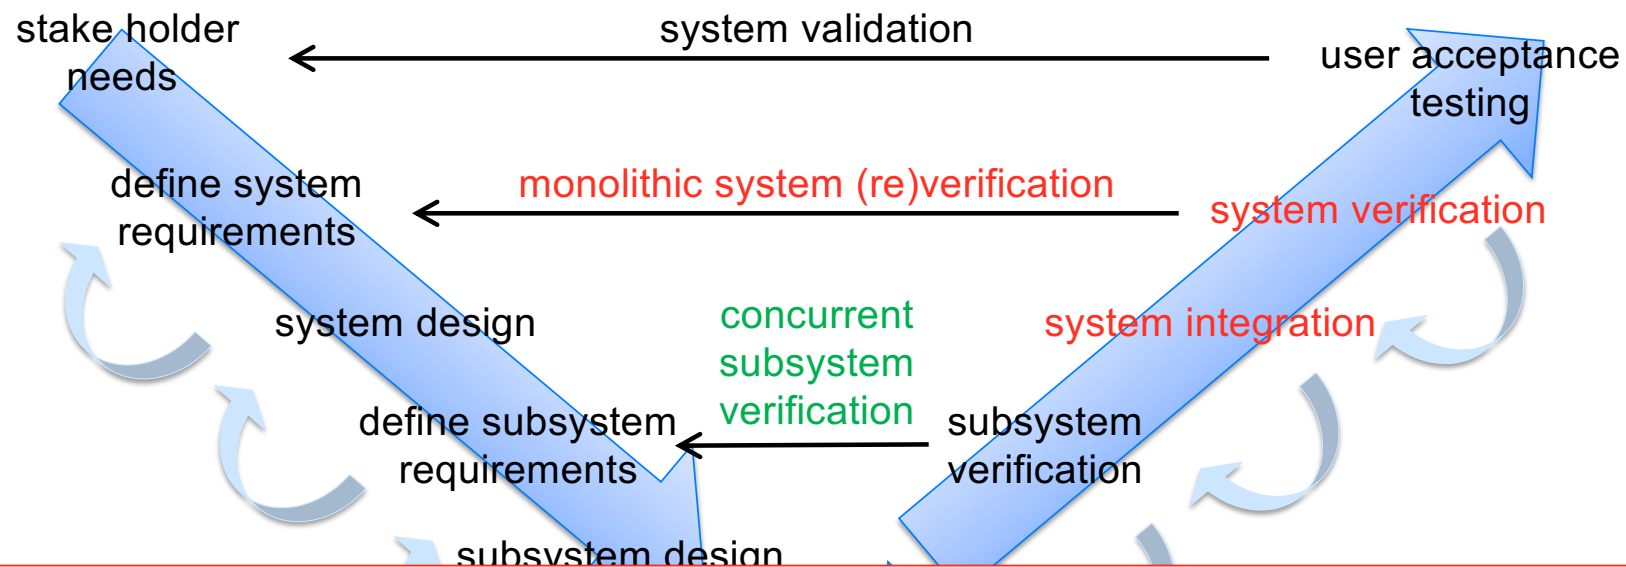 stake holder
needs
system validation
user acceptance
testing
define system
requirements
monolithic system (re)verification
system verification
system design
concurrent
subsystem
verification
system integration
define subsystem
requirements
subsystem
verification
subsystem design